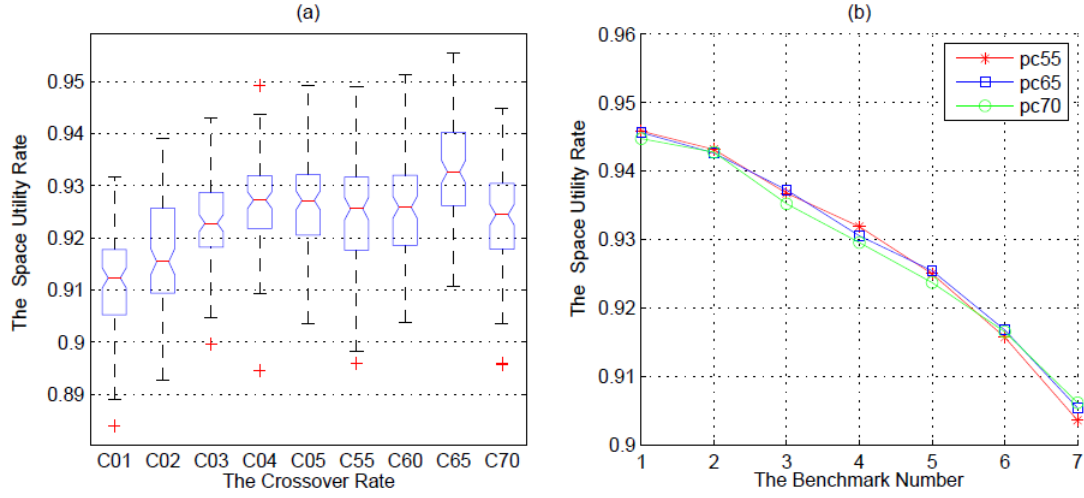 (a)
The Space Utility Rate
0.95
0.94
0.93
0.92
0.91
0.9
0.89
C01 C02 C03 C04 C05 C55 C60 C65 C70
The Crossover Rate
(b)
The Space Utility Rate
0.96
0.95
0.94
0.93
0.92
0.91
0.9
1 2 3 4 5 6 7
The Benchmark Number
pc55
pc65
pc70